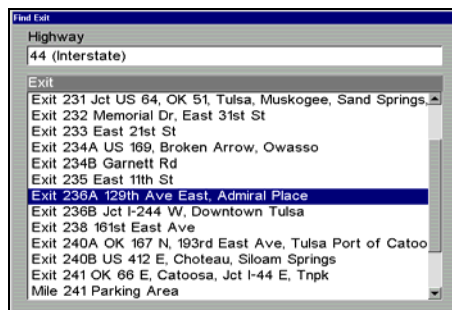 Find Exit
Highway
44 (Interstate)
Exit
Exit 231 Jct US 64, OK 51, Tulsa, Muskogee, Sand Springs,
Exit 232 Memorial Dr, East 31st St
Exit 233 East 21st St
Exit 234A US 169, Broken Arrow, Owasso
Exit 234B Garnett Rd
Exit 235 East 11th St
Exit 236A 129th Ave East, Admiral Place
Exit 236B Jct I-244 W, Downtown Tulsa
Exit 238 161st East Ave
Exit 240A OK 167 N, 193rd East Ave, Tulsa Port of Catoo
Exit 240B US 412 E, Choteau, Siloam Springs
Exit 241 OK 66 E, Catoosa, Jct I-44 E, Tnpk
Mile 241 Parking Area